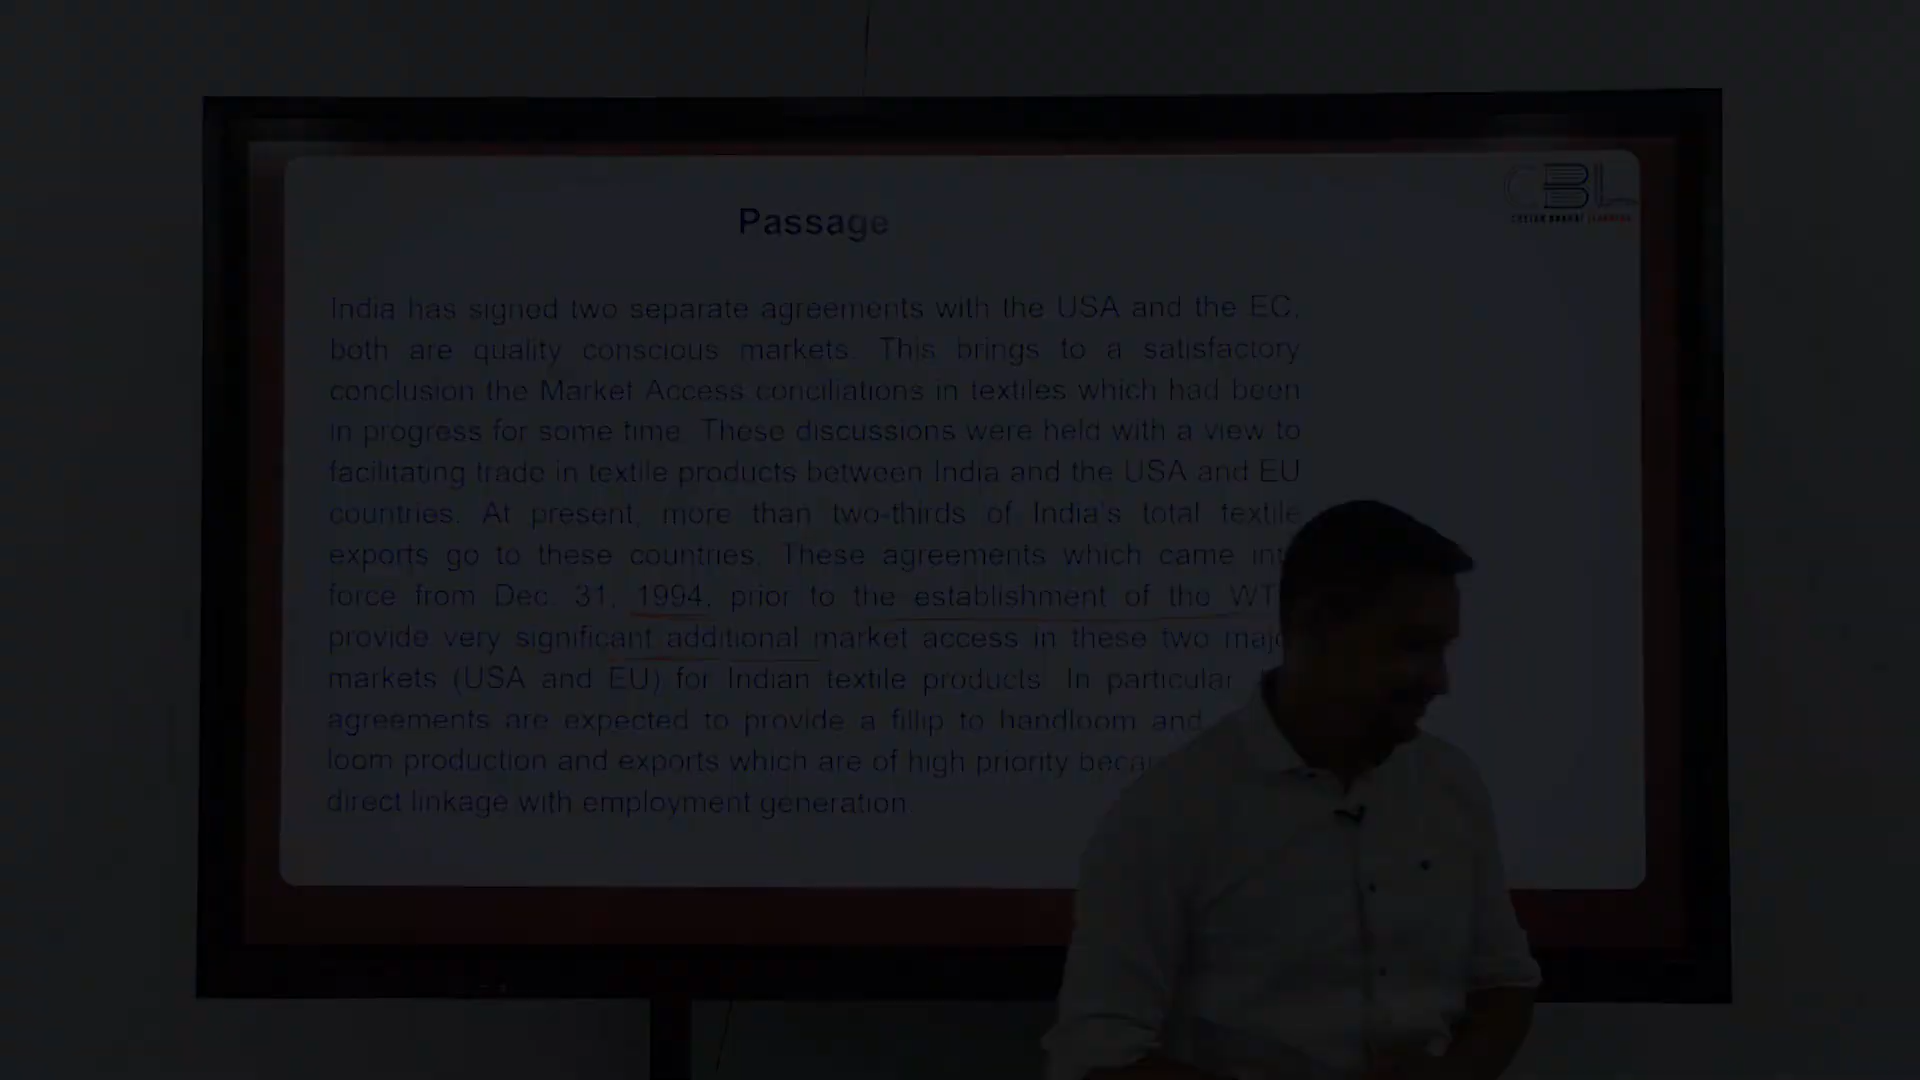 CBL
Passage
India has signed two separate agreements with the USA and the EC,
both are quality conscious markets. This brings to a satisfactory
conclusion the Market Access conciliations in textiles which had been
in progress for some time. These discussions were held with a view to
facilitating trade in textile products between India and the USA and EU
countries. At present, more than two-thirds of India's total textile
exports go to these countries. These agreements which came int
force from Dec. 31, 1994, prior to the establishment of the WT
provide very significant additional market access in these two maj
markets (USA and EU) for Indian textile products. In particular
agreements are expected to provide a fillip to handloom and
loom production and exports which are of high priority becau
direct linkage with employment generation.